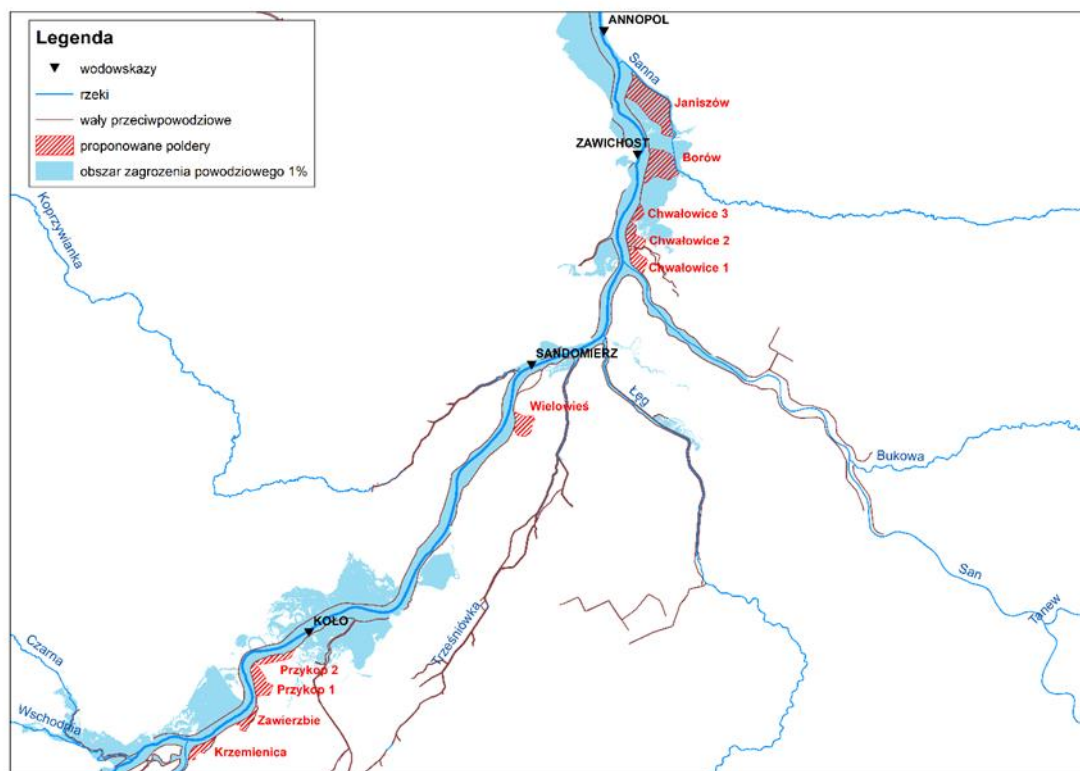 Legenda
wodowskazy
rzeki
wały przeciwpowodziowe
proponowane poldery
obszar zagrożenia powodziowego 1%
ANNOPOL
Sanna
Janiszów
ZAWICHOST
Borów
Koprzywianka
Chwałowice 3
Chwałowice 2
Chwałowice 1
SANDOMIERZ
Wielowieś
Łęg
Bukowa
San
Tanew
Trześniówka
KOŁO
Czarna
Przykop 2
Przykop 1
Wschodnia
Zawierzbie
Krzemienica